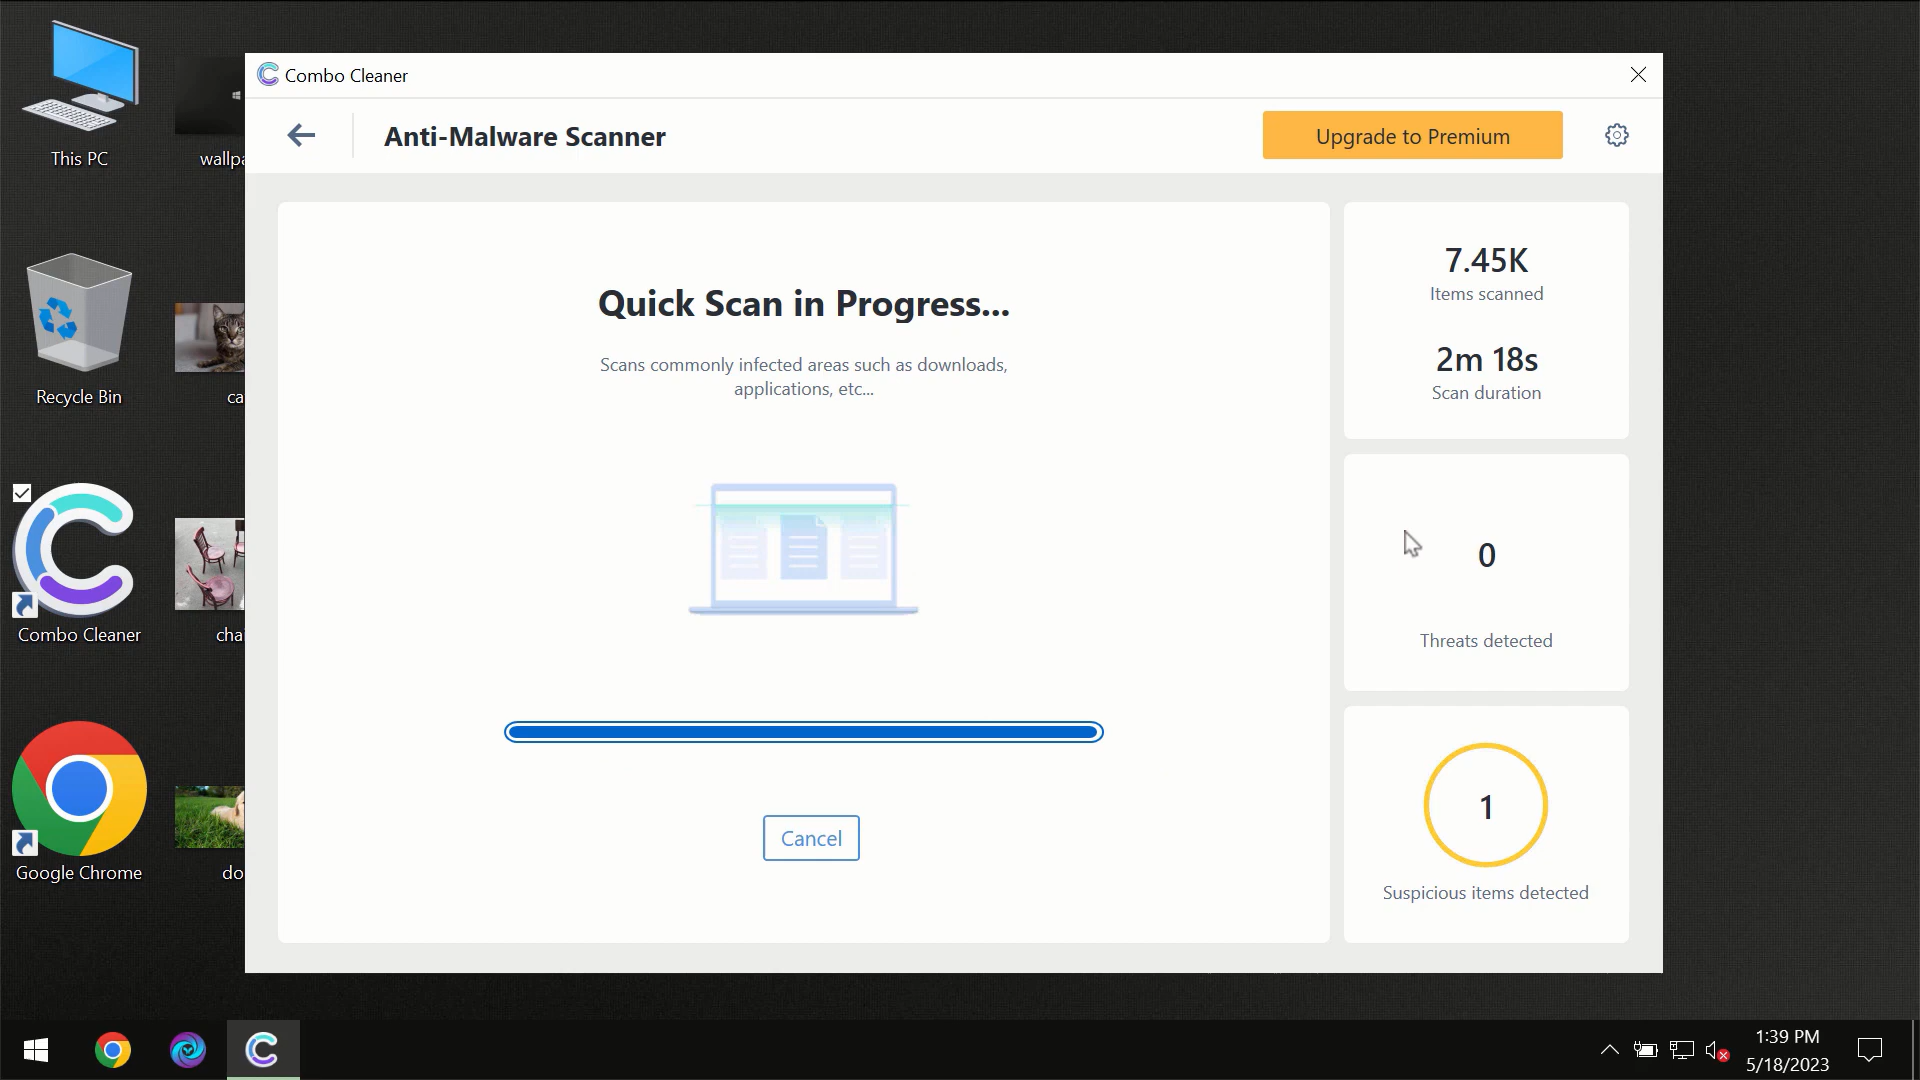 This PC
wallpa
Recycle Bin
ca
Combo Cleaner
chai
Google Chrome
do
Combo Cleaner
Anti-Malware Scanner
Upgrade to Premium
Quick Scan in Progress...
Scans commonly infected areas such as downloads,
applications, etc...
Cancel
7.45K
Items scanned
2m 18s
Scan duration
0
Threats detected
1
Suspicious items detected
1:39 PM
5/18/2023